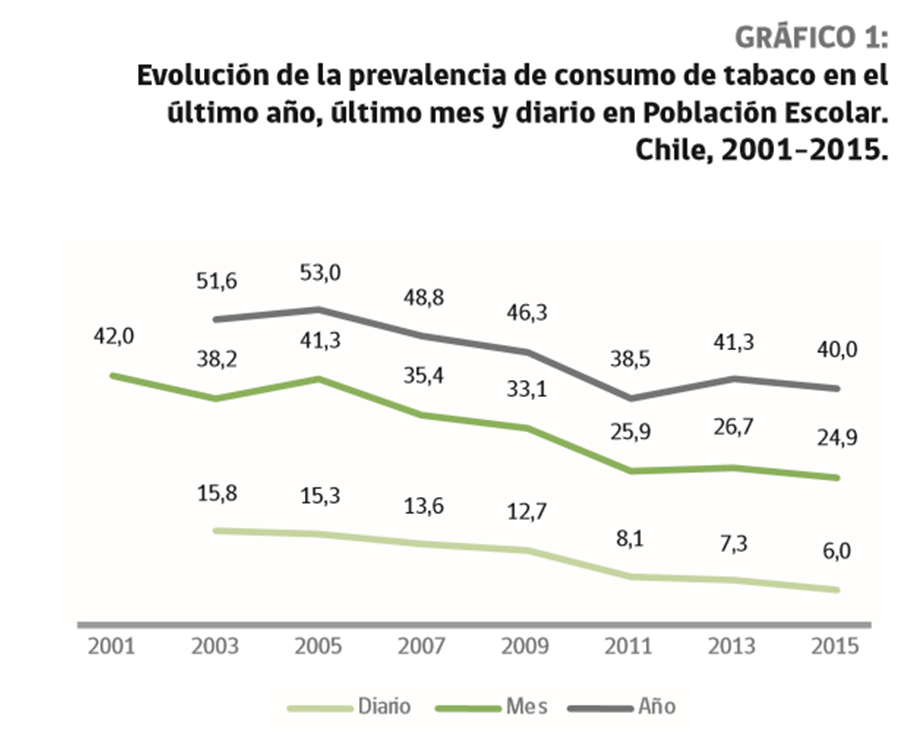 GRÁFICO 1:
Evolución de la prevalencia de consumo de tabaco en el
último año, último mes y diario en Población Escolar.
Chile, 2001-2015.
51,6 53,0 48,8 46,3 38,5 41,3 40,0
42,0 38,2 41,3 35,4 33,1 25,9 26,7 24,9
15,8 15,3 13,6 12,7 8,1 7,3 6,0
2001 2003 2005 2007 2009 2011 2013 2015
Diario Mes Año